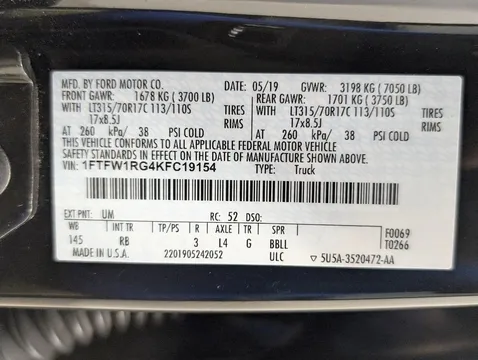 MFD. BY FORD MOTOR CO.
DATE: 05/19 GVWR: 3198 KG ( 7050 LB)
FRONT GAWR: 1678 KG ( 3700 LB) REAR GAWR: 1701 KG ( 3750 LB)
WITH LT315/70R17C 113/110S TIRES WITH LT315/70R17C 113/110S TIRES
17x8.5J RIMS 17x8.5J RIMS
AT 260 kPa/ 38 PSI COLD AT 260 kPa/ 38 PSI COLD
THIS VEHICLE CONFORMS TO ALL APPLICABLE FEDERAL MOTOR VEHICLE
SAFETY STANDARDS IN EFFECT ON THE DATE OF MANUFACTURE SHOWN ABOVE.
VIN: 1FTFW1RG4KFC19154 TYPE: Truck
EXT PNT: UM RC: 52 DSO:
WB INT TR TP/PS R AXLE TR SPR
145 RB 3 L4 G BBLL
F0069
T0266
MADE IN U.S.A. 2201905242052 ULC 5U5A-3520472-AA